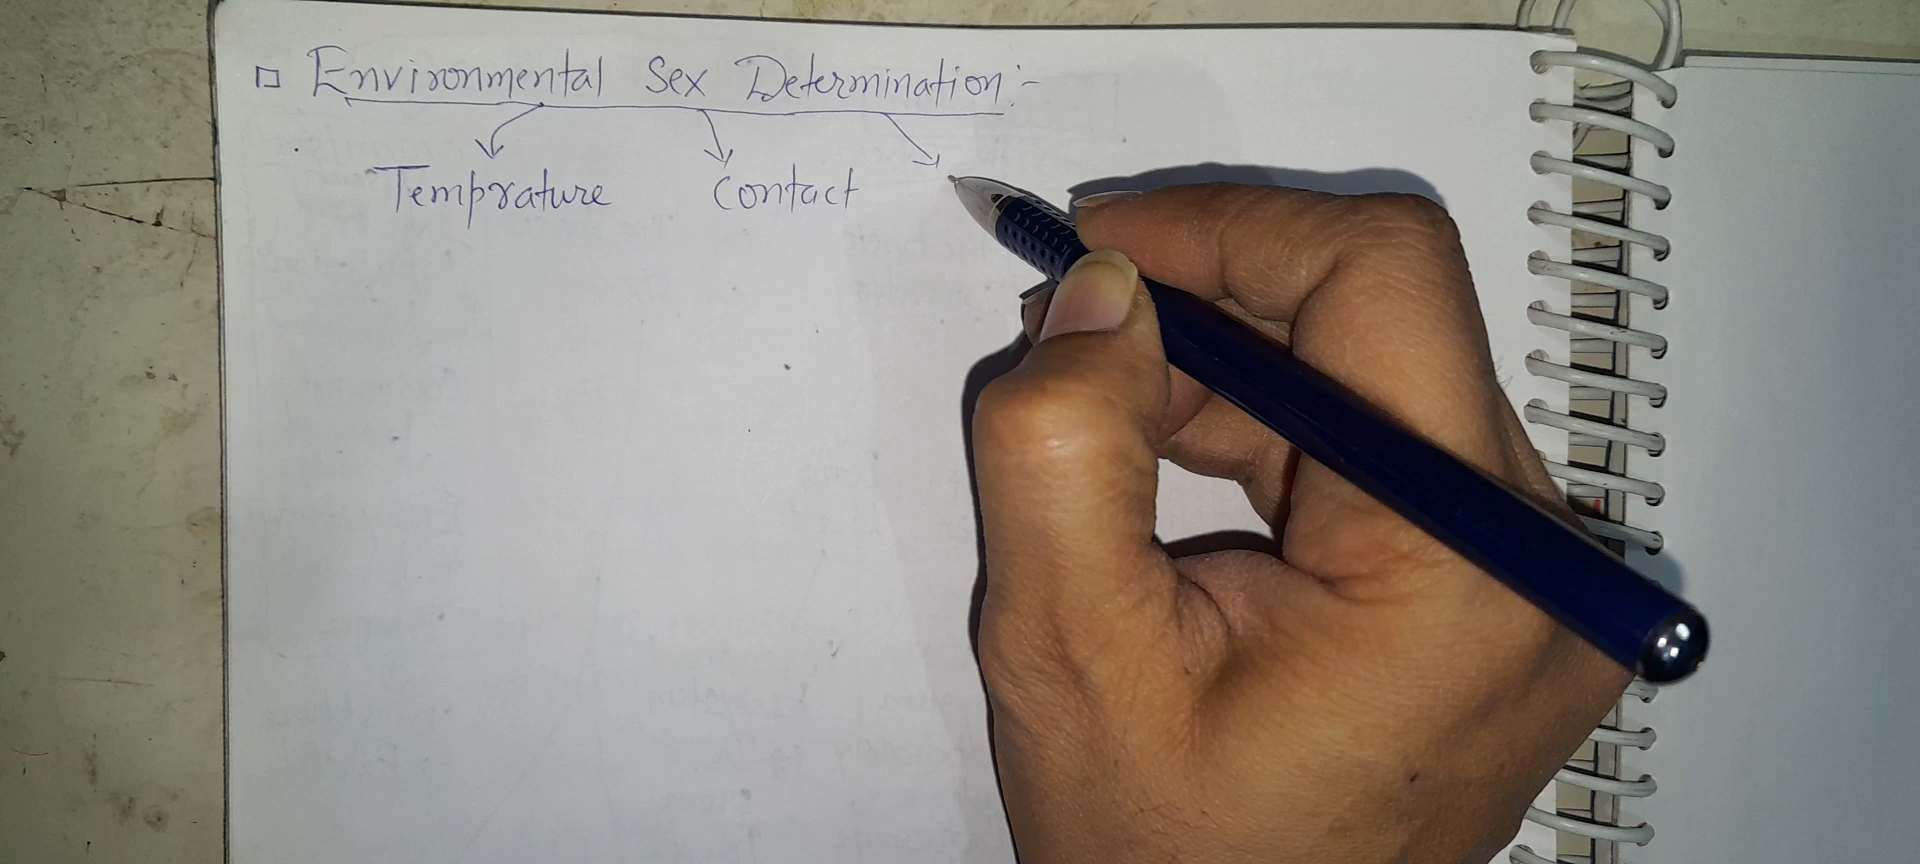 □ Environmental Sex Determination:-
Temprature Contact